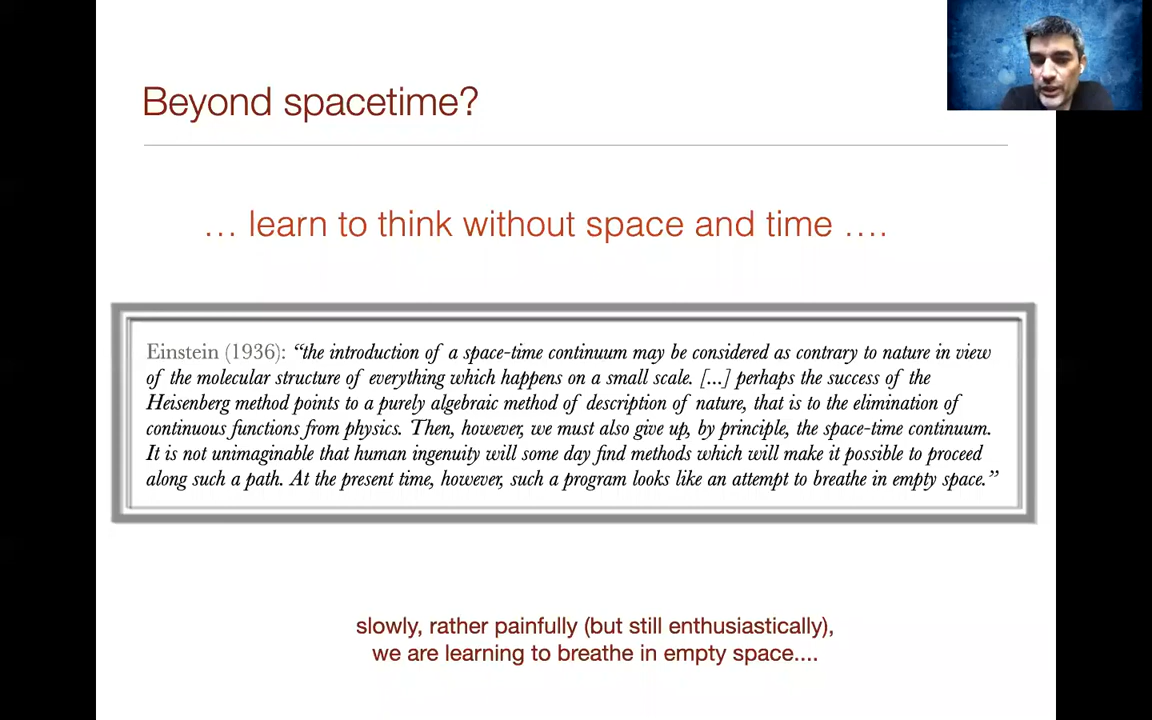 Beyond spacetime?
… learn to think without space and time ….
Einstein (1936): “the introduction of a space-time continuum may be considered as contrary to nature in view
of the molecular structure of everything which happens on a small scale. [...] perhaps the success of the
Heisenberg method points to a purely algebraic method of description of nature, that is to the elimination of
continuous functions from physics. Then, however, we must also give up, by principle, the space-time continuum.
It is not unimaginable that human ingenuity will some day find methods which will make it possible to proceed
along such a path. At the present time, however, such a program looks like an attempt to breathe in empty space.”
slowly, rather painfully (but still enthusiastically),
we are learning to breathe in empty space....